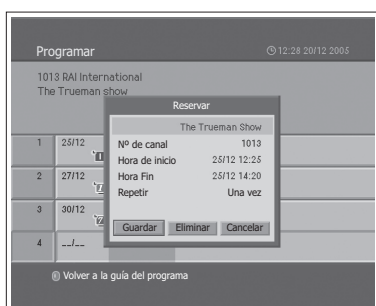 Programar
12:28 20/12 2005
1013 RAI International
The Trueman show
Reservar
The Trueman Show
Nº de canal 1013
Hora de inicio 25/12 12:25
Hora Fin 25/12 14:20
Repetir Una vez
Guardar Eliminar Cancelar
1 25/12
2 27/12
3 30/12
4 --/--
Volver a la guía del programa